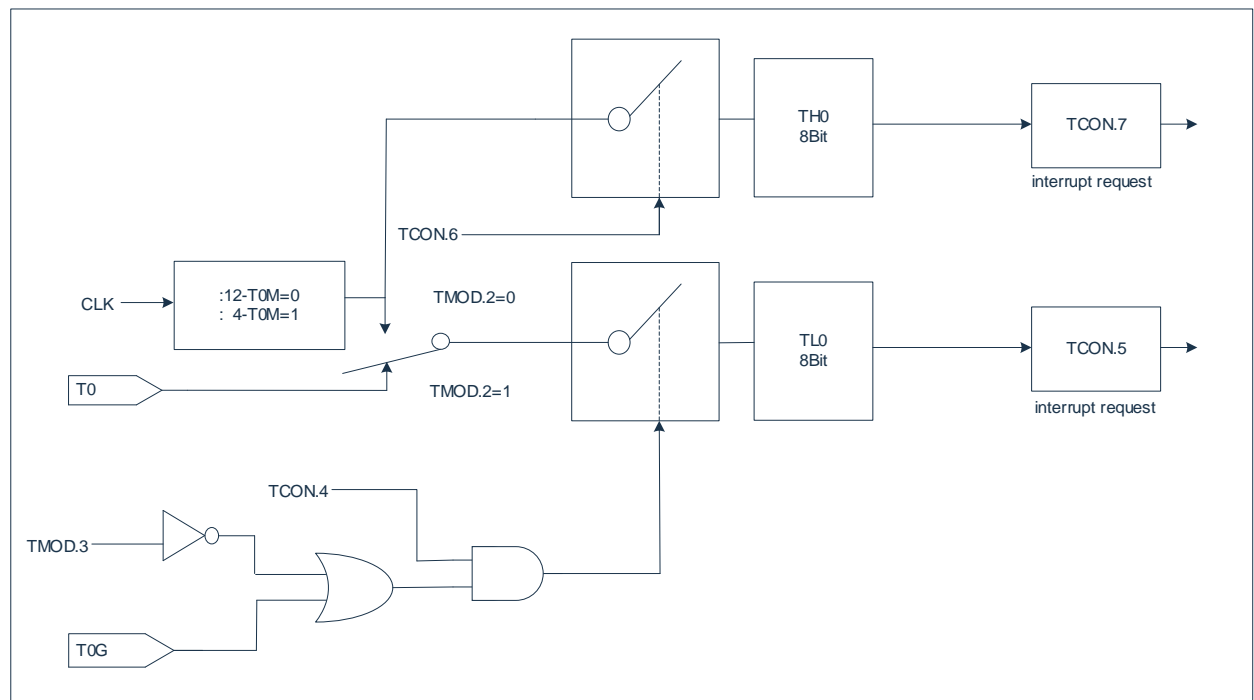 TH0
8Bit
TCON.7
interrupt request
TCON.6
CLK
:12-T0M=0
: 4-T0M=1
TMOD.2=0
TL0
8Bit
TCON.5
T0
TMOD.2=1
interrupt request
TCON.4
TMOD.3
T0G